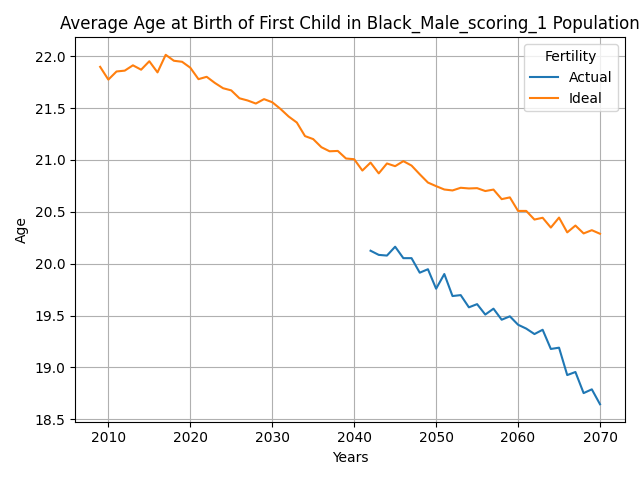 Average Age at Birth of First Child in Black_Male_scoring_1 Population
Fertility
Actual
Ideal
22.0
21.5
21.0
20.5
20.0
19.5
19.0
18.5
Age
2010 2020 2030 2040 2050 2060 2070
Years